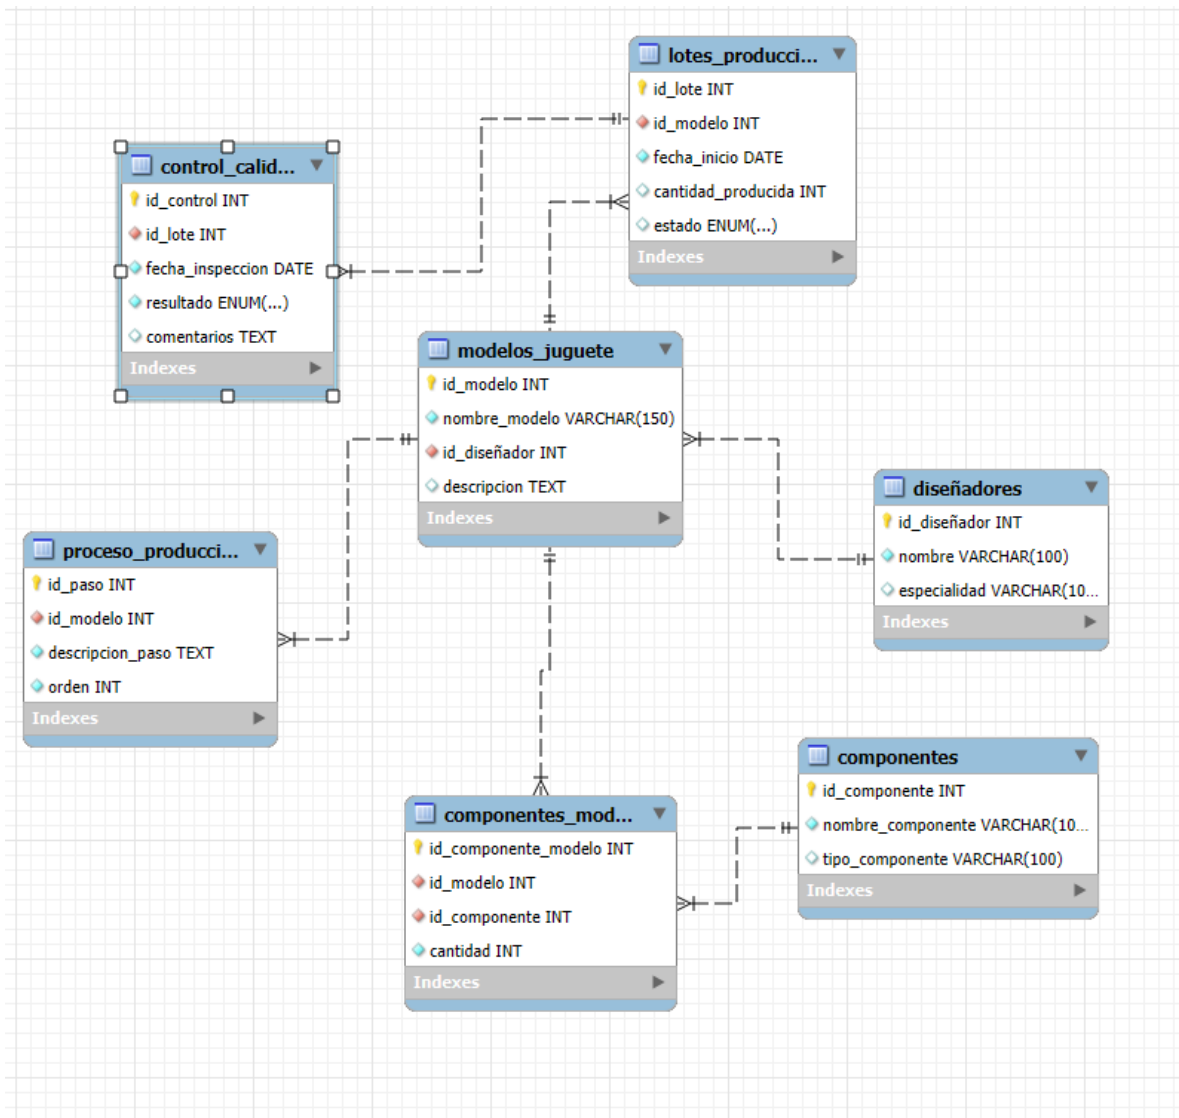 lotes_producci...
id_lote INT
id_modelo INT
fecha_inicio DATE
cantidad_producida INT
estado ENUM(...)
Indexes
control_calid...
id_control INT
id_lote INT
fecha_inspeccion DATE
resultado ENUM(...)
comentarios TEXT
Indexes
modelos_juguete
id_modelo INT
nombre_modelo VARCHAR(150)
id_diseñador INT
descripcion TEXT
Indexes
diseñadores
id_diseñador INT
nombre VARCHAR(100)
especialidad VARCHAR(10...
Indexes
proceso_producci...
id_paso INT
id_modelo INT
descripcion_paso TEXT
orden INT
Indexes
componentes
id_componente INT
nombre_componente VARCHAR(10...
tipo_componente VARCHAR(100)
Indexes
componentes_mod...
id_componente_modelo INT
id_modelo INT
id_componente INT
cantidad INT
Indexes